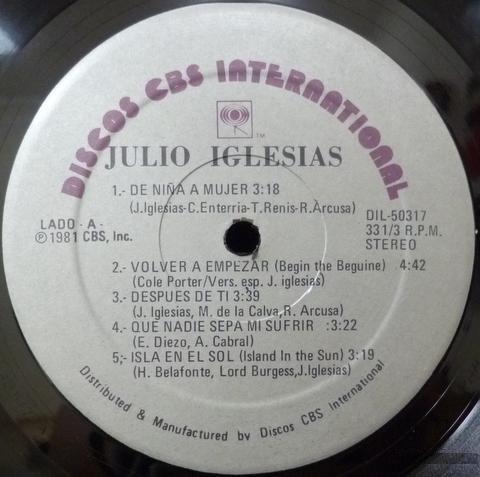 DISCOS CBS INTERNATIONAL
TM
JULIO IGLESIAS
1.- DE NIÑA A MUJER 3:18
(J.Iglesias-C.Enterria-T.Renis-R.Arcusa)
LADO - A -
℗ 1981 CBS, Inc.
DIL-50317
331/3 R.P.M.
STEREO
2.- VOLVER A EMPEZAR (Begin the Beguine) 4:42
(Cole Porter/Vers. esp. J. iglesias)
3.- DESPUES DE TI 3:39
(J. Iglesias, M. de la Calva, R. Arcusa)
4.- QUE NADIE SEPA MI SUFRIR :3:22
(E. Diezo, A. Cabral)
5;- ISLA EN EL SOL (Island In the Sun) 3:19
(H. Belafonte, Lord Burgess,J.Iglesias)
Distributed & Manufactured by Discos CBS International